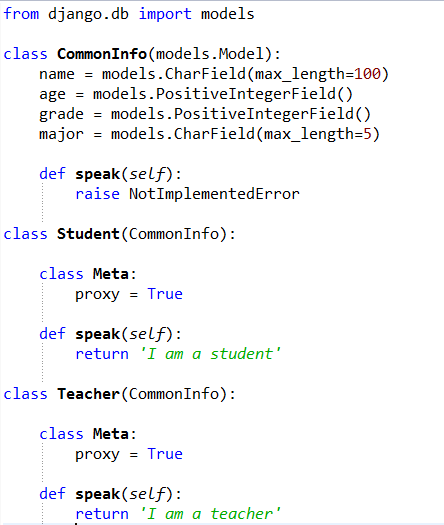 from django.db import models
class CommonInfo(models.Model):
    name = models.CharField(max_length=100)
    age = models.PositiveIntegerField()
    grade = models.PositiveIntegerField()
    major = models.CharField(max_length=5)
    def speak(self):
        raise NotImplementedError
class Student(CommonInfo):
    class Meta:
        proxy = True
    def speak(self):
        return 'I am a student'
class Teacher(CommonInfo):
    class Meta:
        proxy = True
    def speak(self):
        return 'I am a teacher'